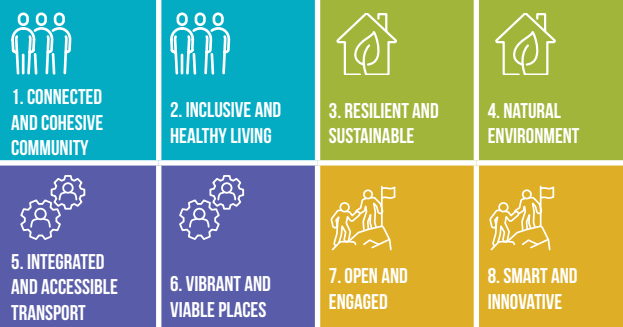 1. CONNECTED
AND COHESIVE
COMMUNITY
2. INCLUSIVE AND
HEALTHY LIVING
3. RESILIENT AND
SUSTAINABLE
4. NATURAL
ENVIRONMENT
5. INTEGRATED
AND ACCESSIBLE
TRANSPORT
6. VIBRANT AND
VIABLE PLACES
7. OPEN AND
ENGAGED
8. SMART AND
INNOVATIVE